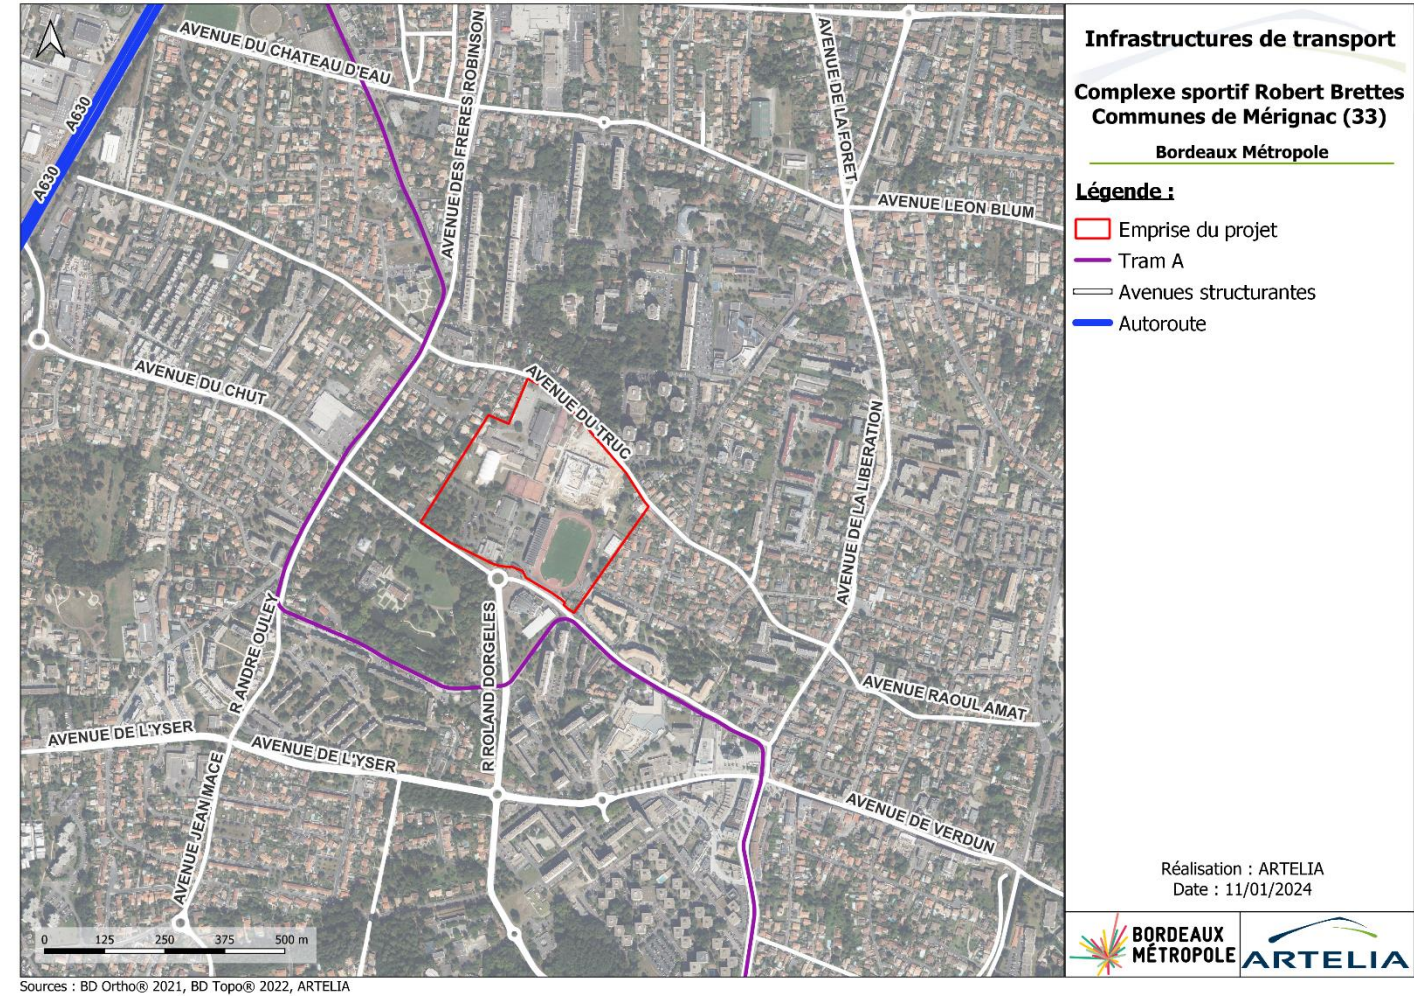 AVENUE DU CHATEAU D'EAU
AVENUE DES FRERES ROBINSON
AVENUE DE LA FORET
A630
A630
AVENUE LEON BLUM
AVENUE DU CHUT
AVENUE DU TRUC
AVENUE DE LA LIBERATION
R ANDRE OULEY
R ROLAND DORGELES
AVENUE RAOUL AMAT
AVENUE DE L'YSER
AVENUE DE L'YSER
AVENUE JEAN MACE
AVENUE DE VERDUN
0 125 250 375 500 m
Sources : BD Ortho® 2021, BD Topo® 2022, ARTELIA
Infrastructures de transport
Complexe sportif Robert Brettes
Communes de Mérignac (33)
Bordeaux Métropole
Légende :
Emprise du projet
Tram A
Avenues structurantes
Autoroute
Réalisation : ARTELIA
Date : 11/01/2024
BORDEAUX
MÉTROPOLE
ARTELIA